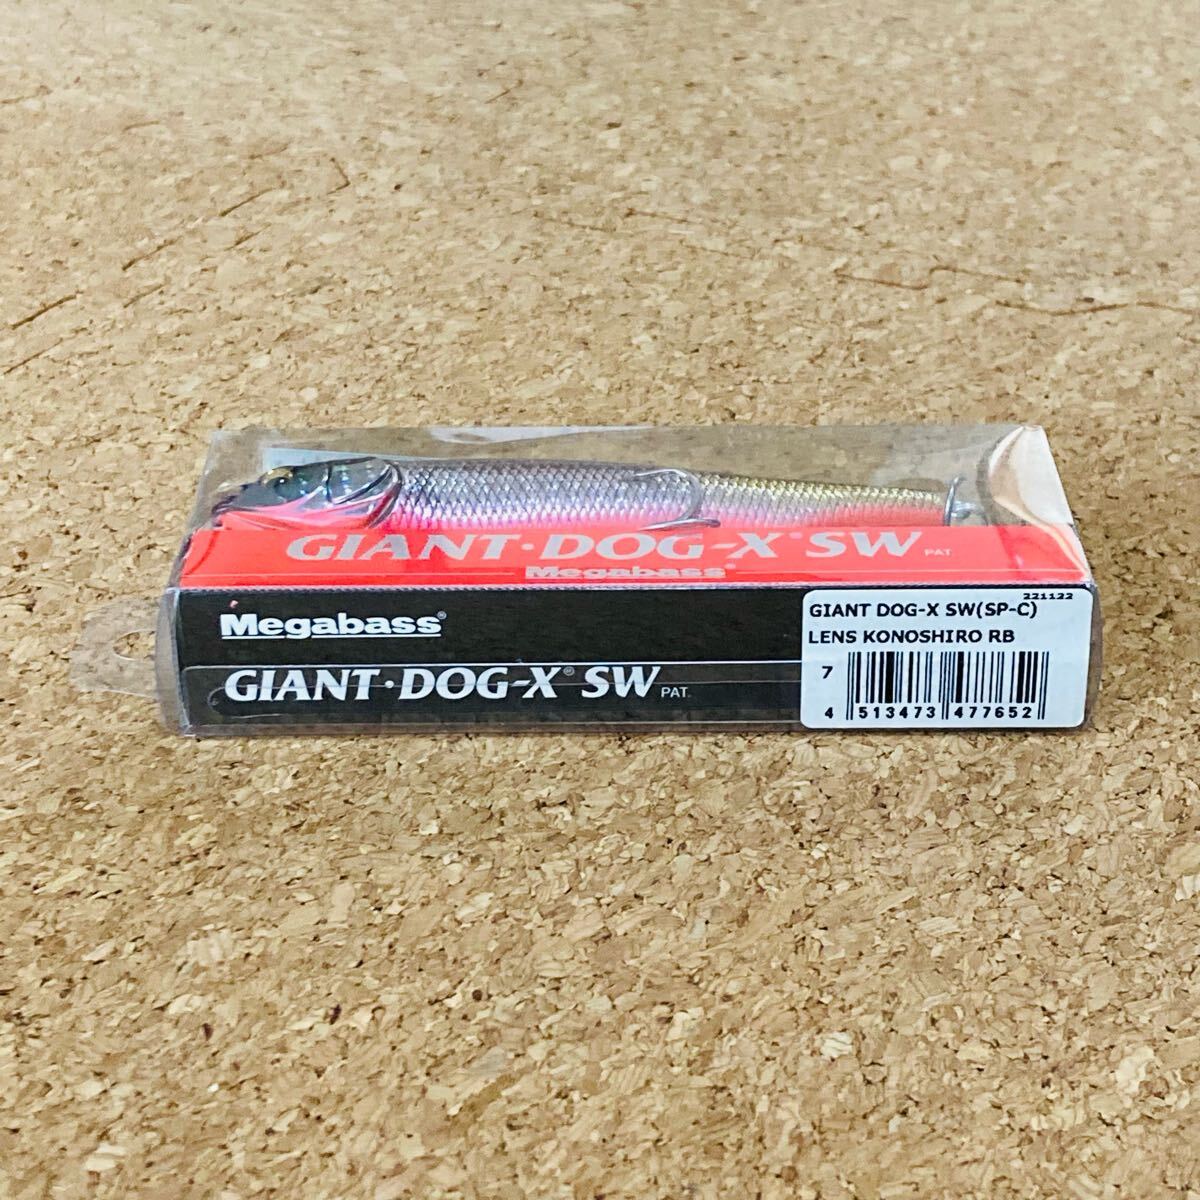 GIANT·DOG-X® SW PAT.
Megabass®
Megabass®
GIANT·DOG-X® SW PAT.
221122
GIANT DOG-X SW(SP-C)
LENS KONOSHIRO RB
7
4 513473 477652